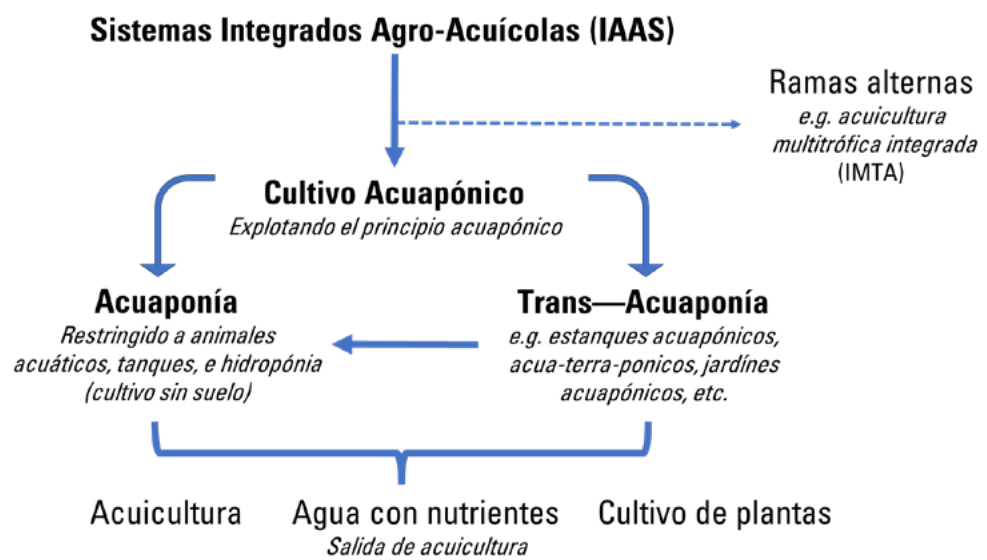 Sistemas Integrados Agro-Acuícolas (IAAS)
Ramas alternas
e.g. acuicultura
multitrófica integrada
(IMTA)
Cultivo Acuapónico
Explotando el principio acuapónico
Acuaponía
Restringido a animales
acuáticos, tanques, e hidropónia
(cultivo sin suelo)
Trans—Acuaponía
e.g. estanques acuapónicos,
acua-terra-ponicos, jardínes
acuapónicos, etc.
Acuicultura
Agua con nutrientes
Salida de acuicultura
Cultivo de plantas